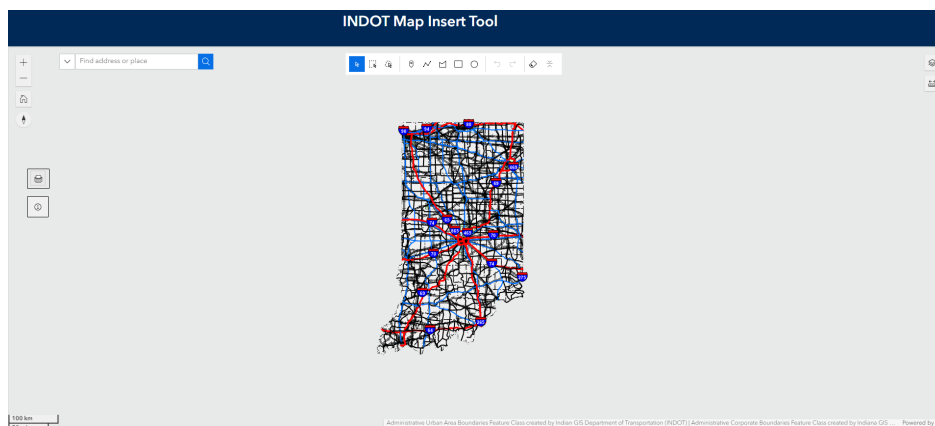 INDOT Map Insert Tool
Find address or place
100 km
Administrative Urban Area Boundaries Feature Class created by Indian GIS Department of Transportation (INDOT) | Administrative Corporate Boundaries Feature Class created by Indiana GIS ... Powered by